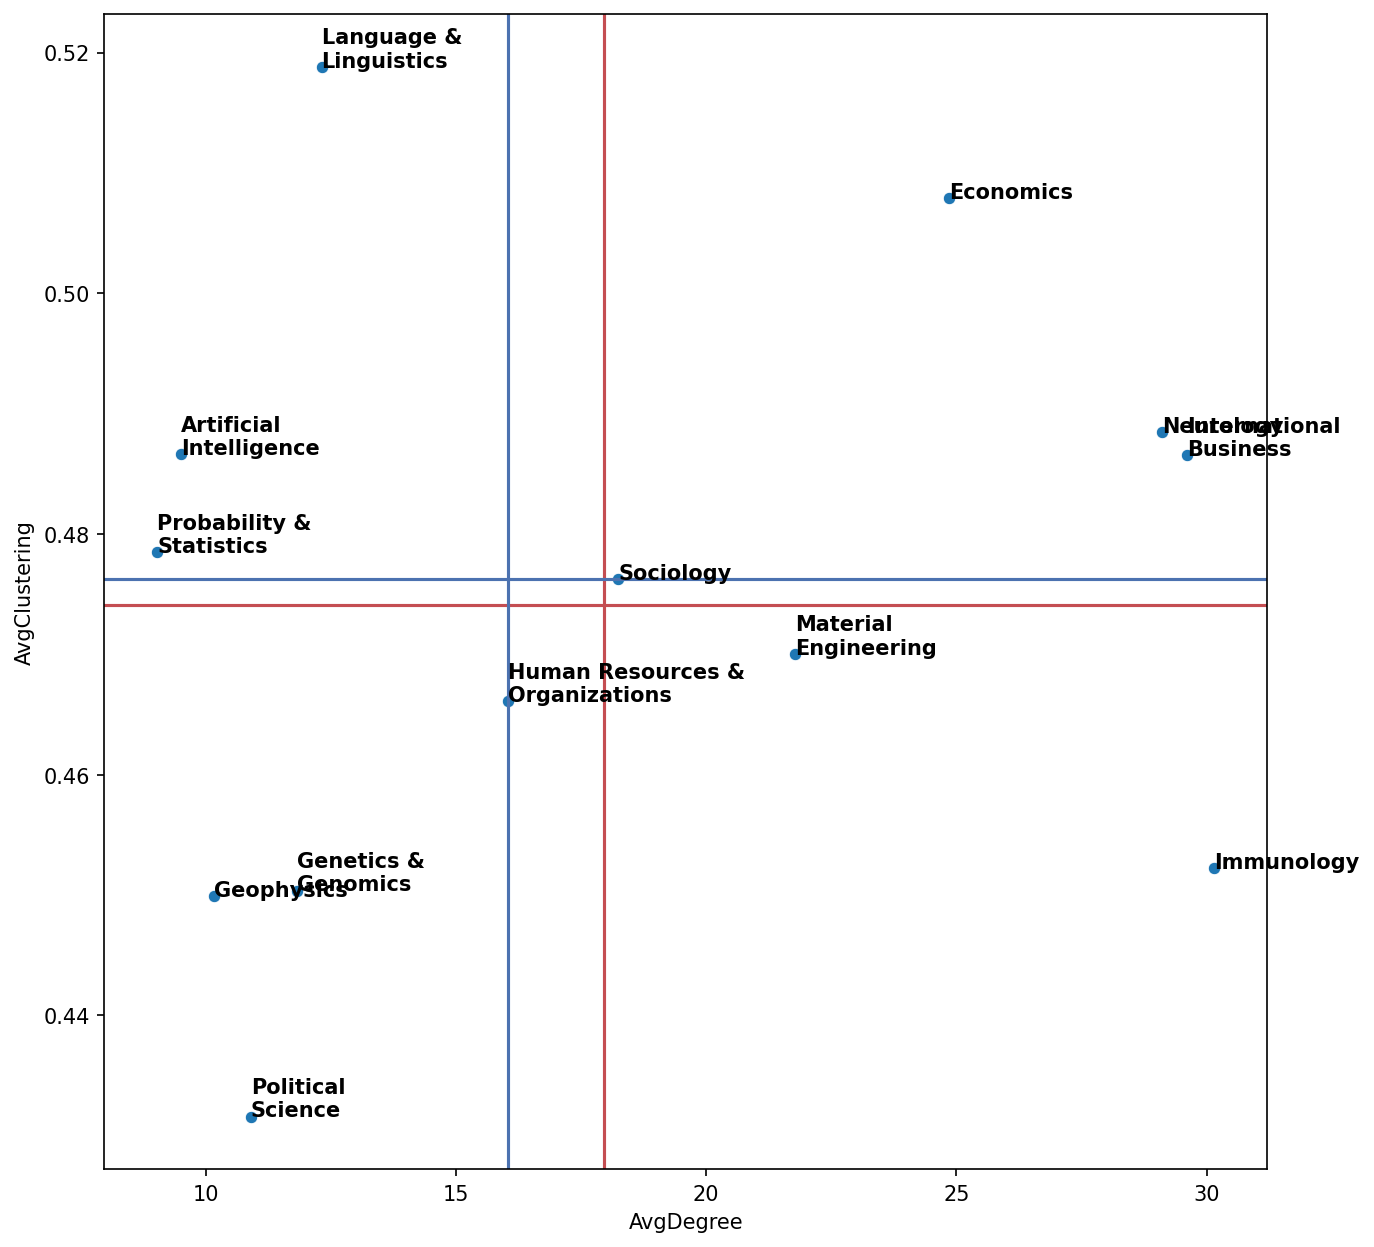 Language &
Linguistics
0.52
Economics
0.50
Artificial
Intelligence
Neurology
International
Business
Probability &
Statistics
0.48
Sociology
AvgClustering
Material
Engineering
Human Resources &
Organizations
0.46
Genetics &
Genomics
Geophysics
Immunology
0.44
Political
Science
10
15
20
25
30
AvgDegree